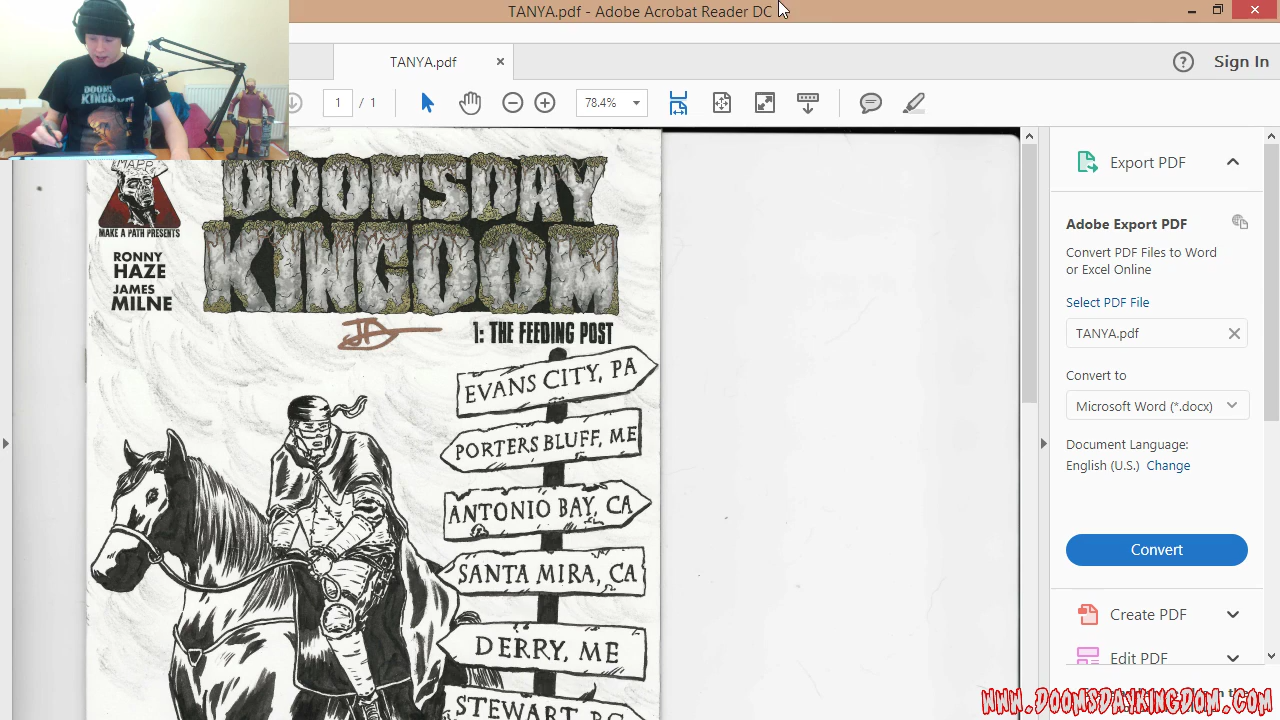 TANYA.pdf - Adobe Acrobat Reader DC
TANYA.pdf
Sign In
1 / 1
78.4%
DOOMSDAY
KINGDOM
MAPP
MAKE A PATH PRESENTS
RONNY
HAZE
JAMES
MILNE
DOOMSDAY
KINGDOM
1: THE FEEDING POST
EVANS CITY, PA
PORTERS BLUFF, ME
ANTONIO BAY, CA
SANTA MIRA, CA
DERRY, ME
Export PDF
Adobe Export PDF
Convert PDF Files to Word
or Excel Online
Select PDF File
TANYA.pdf
Convert to
Microsoft Word (*.docx)
Document Language:
English (U.S.) Change
Convert
Create PDF
Edit PDF
WWW.DOOMSDAYKINGDOM.COM